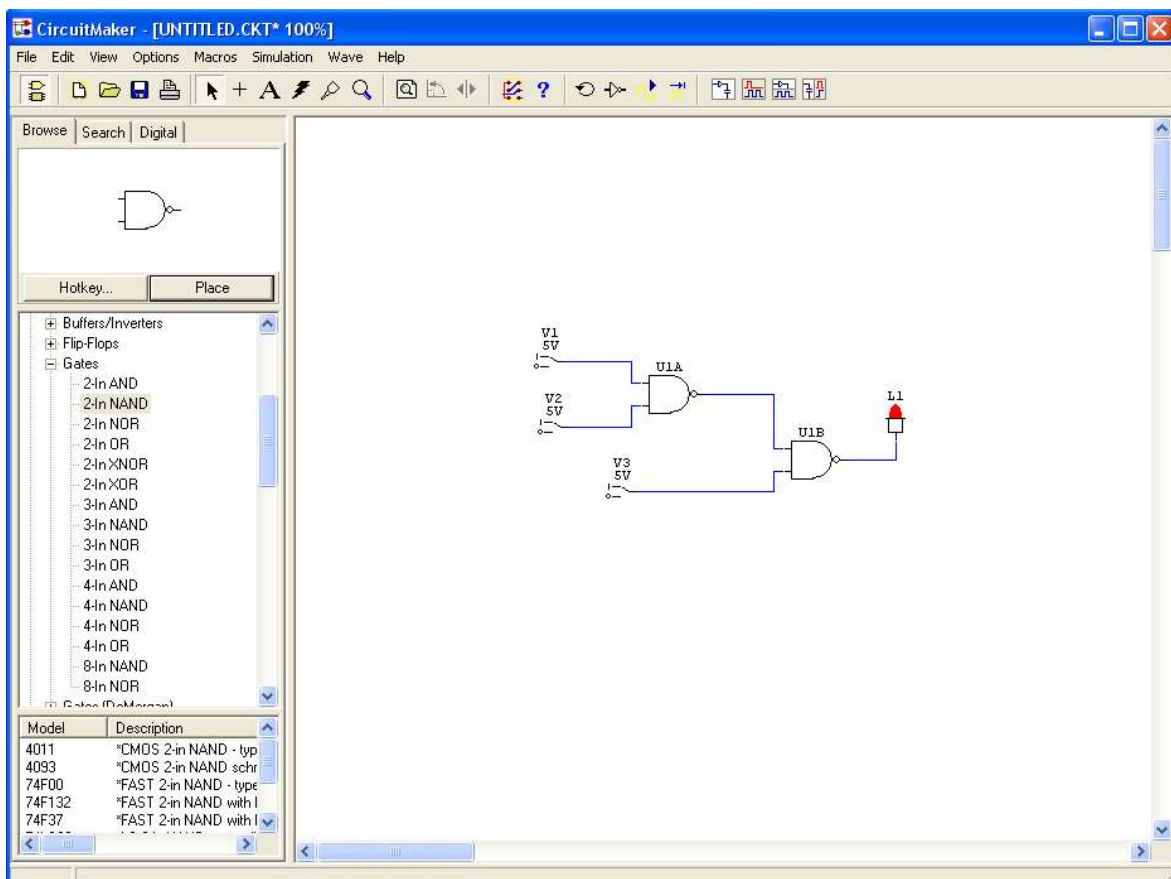 CircuitMaker - [UNTITLED.CKT* 100%]
File Edit View Options Macros Simulation Wave Help
Browse Search Digital
Hotkey... Place
Buffers/Inverters
Flip-Flops
Gates
2-In AND
2-In NAND
2-In NOR
2-In OR
2-In XNOR
2-In XOR
3-In AND
3-In NAND
3-In NOR
3-In OR
4-In AND
4-In NAND
4-In NOR
4-In OR
8-In NAND
8-In NOR
Gates (DeMorgan)
Model Description
4011 *CMOS 2-in NAND - typ
4093 *CMOS 2-in NAND schr
74F00 *FAST 2-in NAND - type
74F132 *FAST 2-in NAND with
74F37 *FAST 2-in NAND with
V1
5V
U1A
V2
5V
L1
U1B
V3
5V